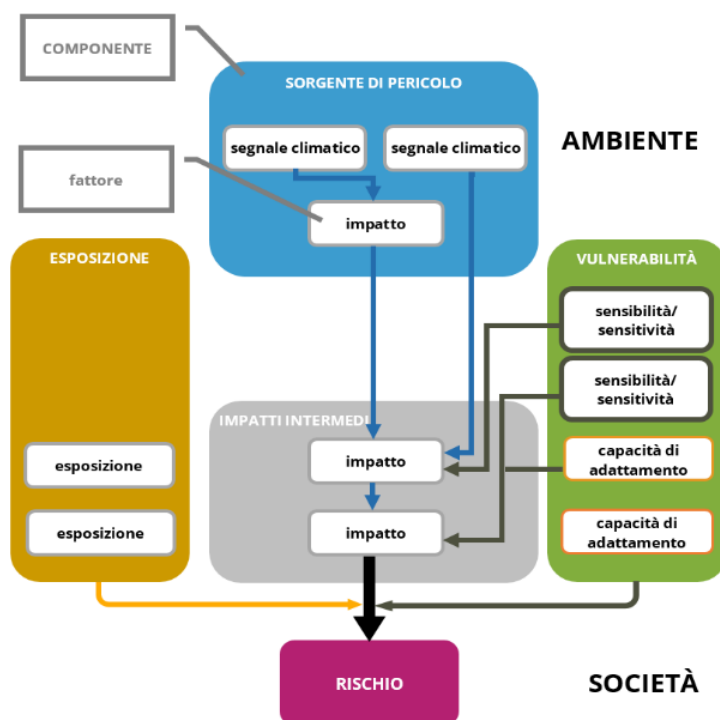 COMPONENTE
SORGENTE DI PERICOLO
segnale climatico
segnale climatico
AMBIENTE
fattore
impatto
ESPOSIZIONE
VULNERABILITÀ
sensibilità/
sensitività
sensibilità/
sensitività
IMPATTI INTERMEDI
esposizione
impatto
capacità di
adattamento
esposizione
impatto
capacità di
adattamento
RISCHIO
SOCIETÀ